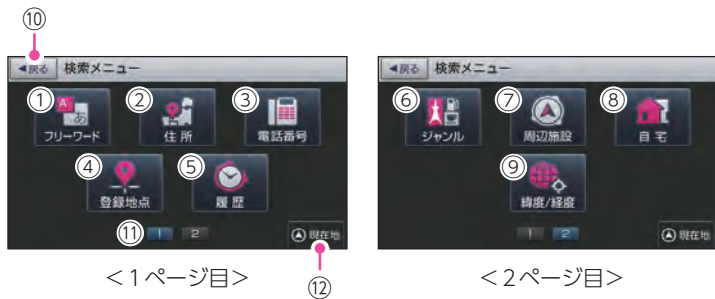 ⑩
◀戻る 検索メニュー
① ② ③
フリーワード 住所 電話番号
④ ⑤
登録地点 履歴
⑪ 1 2 現在地
<1ページ目>
⑫
◀戻る 検索メニュー
⑥ ⑦ ⑧
ジャンル 周辺施設 自宅
⑨
緯度/経度
1 2 現在地
<2ページ目>